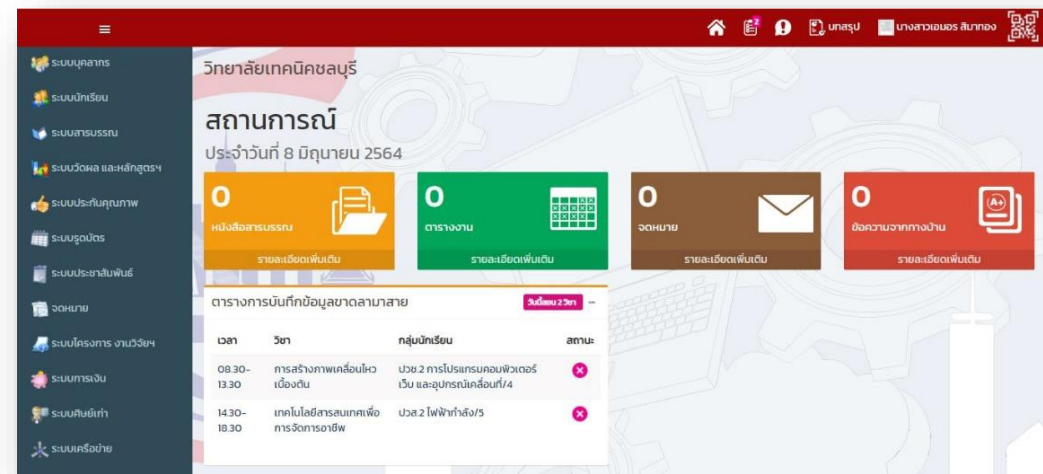 2
บทสรุป
นางสาวเอมอร สิมาทอง
ระบบบุคลากร
ระบบนักเรียน
ระบบสารบรรณ
ระบบวัดผล และหลักสูตรฯ
ระบบประกันคุณภาพ
ระบบรูดบัตร
ระบบประชาสัมพันธ์
จดหมาย
ระบบโครงการ งานวิจัยฯ
ระบบการเงิน
ระบบศิษย์เก่า
ระบบเครือข่าย
วิทยาลัยเทคนิคชลบุรี
สถานการณ์
ประจำวันที่ 8 มิถุนายน 2564
0
หนังสือสารบรรณ
รายละเอียดเพิ่มเติม
0
ตารางงาน
รายละเอียดเพิ่มเติม
0
จดหมาย
รายละเอียดเพิ่มเติม
0
A+
ข้อความจากทางบ้าน
รายละเอียดเพิ่มเติม
ตารางการบันทึกข้อมูลขาดลามาสาย
วันนี้สอน 2 วิชา
เวลา วิชา กลุ่มนักเรียน สถานะ
08.30- การสร้างภาพเคลื่อนไหว ปวช.2 การโปรแกรมคอมพิวเตอร์
13.30 เบื้องต้น เว็บ และอุปกรณ์เคลื่อนที่/4
14.30- เทคโนโลยีสารสนเทศเพื่อ ปวส.2 ไฟฟ้ากำลัง/5
18.30 การจัดการอาชีพ